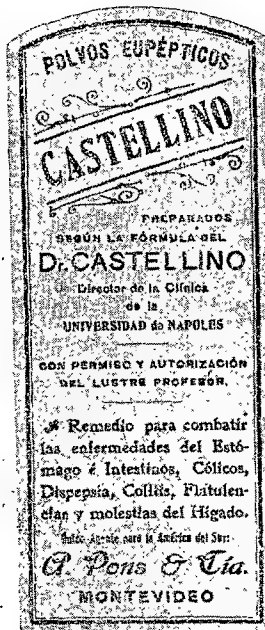 POLVOS EUPÉPTICOS
CASTELLINO
PREPARADOS
SEGÚN LA FÓRMULA DEL
Dr. CASTELLINO
Director de la Clínica
de la
UNIVERSIDAD de NAPOLES
CON PERMISO Y AUTORIZACIÓN
DEL LUSTRE PROFESOR.
Remedio para combatir
las enfermedades del Estó-
mago é Intestinos, Cólicos,
Dispepsia, Colitis, Flatulen-
cias y molestias del Hígado.
Único Agente para la América del Sur:
A. Pons & Cía.
MONTEVIDEO